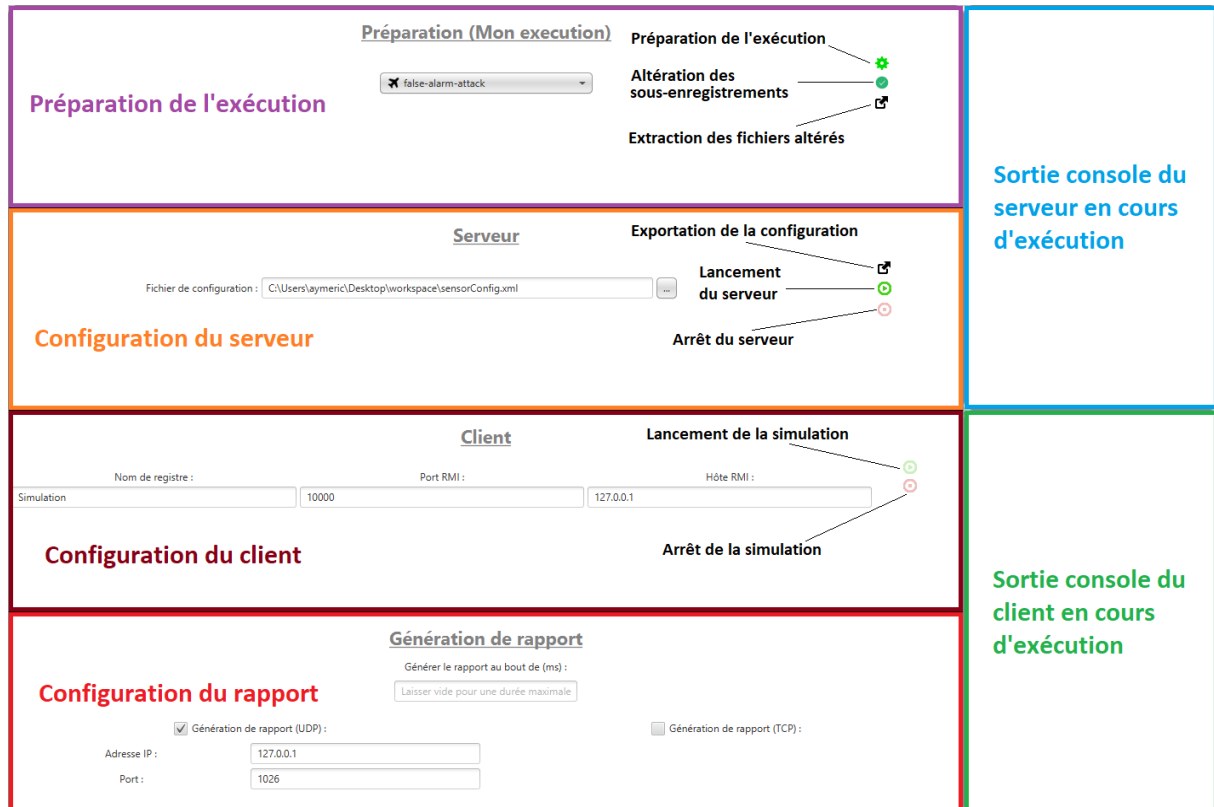 Préparation (Mon execution)
Préparation de l'exécution
false-alarm-attack
Altération des
sous-enregistrements
Préparation de l'exécution
Extraction des fichiers altérés
Serveur
Exportation de la configuration
Fichier de configuration :
C:\Users\aymeric\Desktop\workspace\sensorConfig.xml
...
Lancement
du serveur
Configuration du serveur
Arrêt du serveur
Client
Lancement de la simulation
Nom de registre :
Port RMI :
Hôte RMI :
Simulation
10000
127.0.0.1
Configuration du client
Arrêt de la simulation
Génération de rapport
Générer le rapport au bout de (ms) :
Configuration du rapport
Laisser vide pour une durée maximale
Génération de rapport (UDP) :
Génération de rapport (TCP) :
Adresse IP :
127.0.0.1
Port :
1026
Sortie console du
serveur en cours
d'exécution
Sortie console du
client en cours
d'exécution